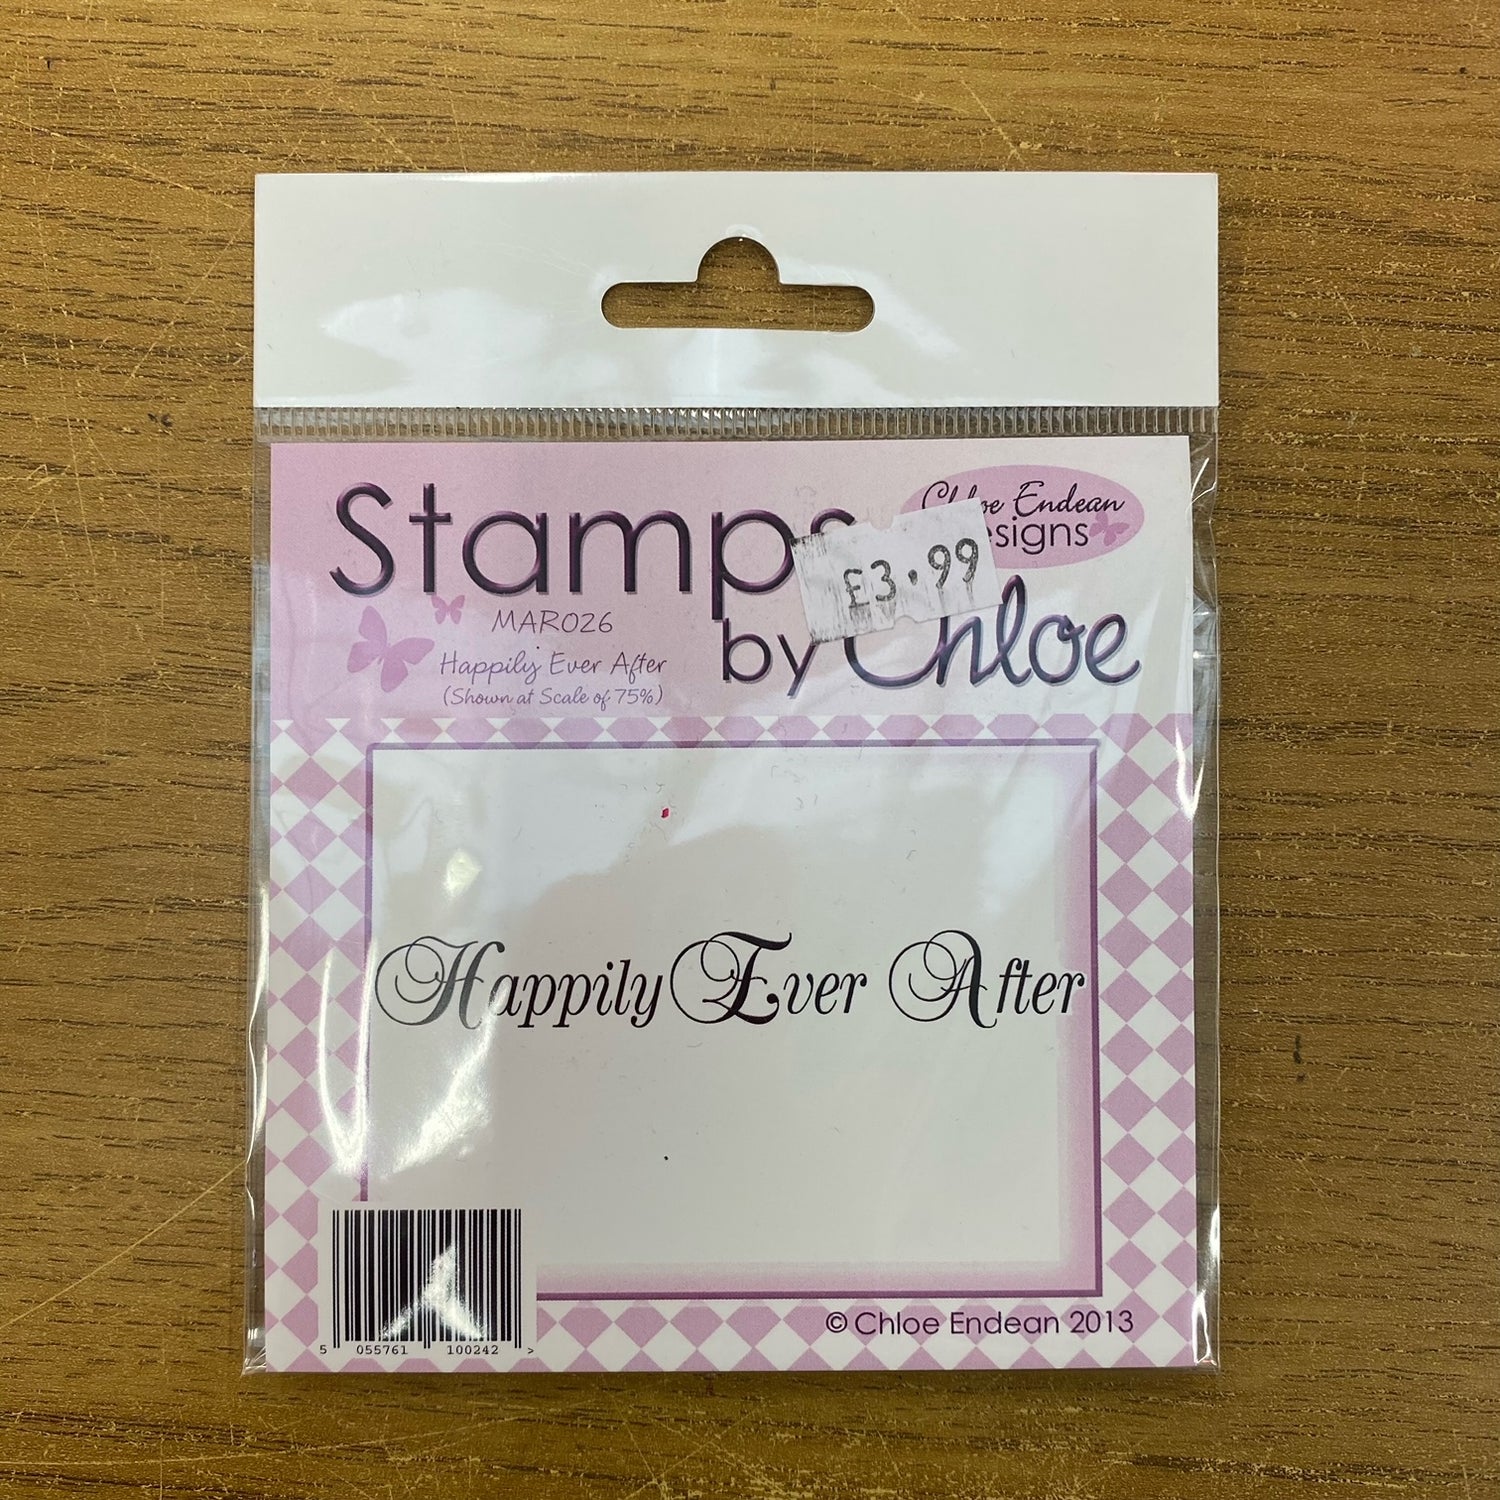 Stamps
Chloe Endean
Designs
£3.99
by Chloe
MAR026
Happily Ever After
(Shown at Scale of 75%)
Happily Ever After
5 055761 100242 >
© Chloe Endean 2013